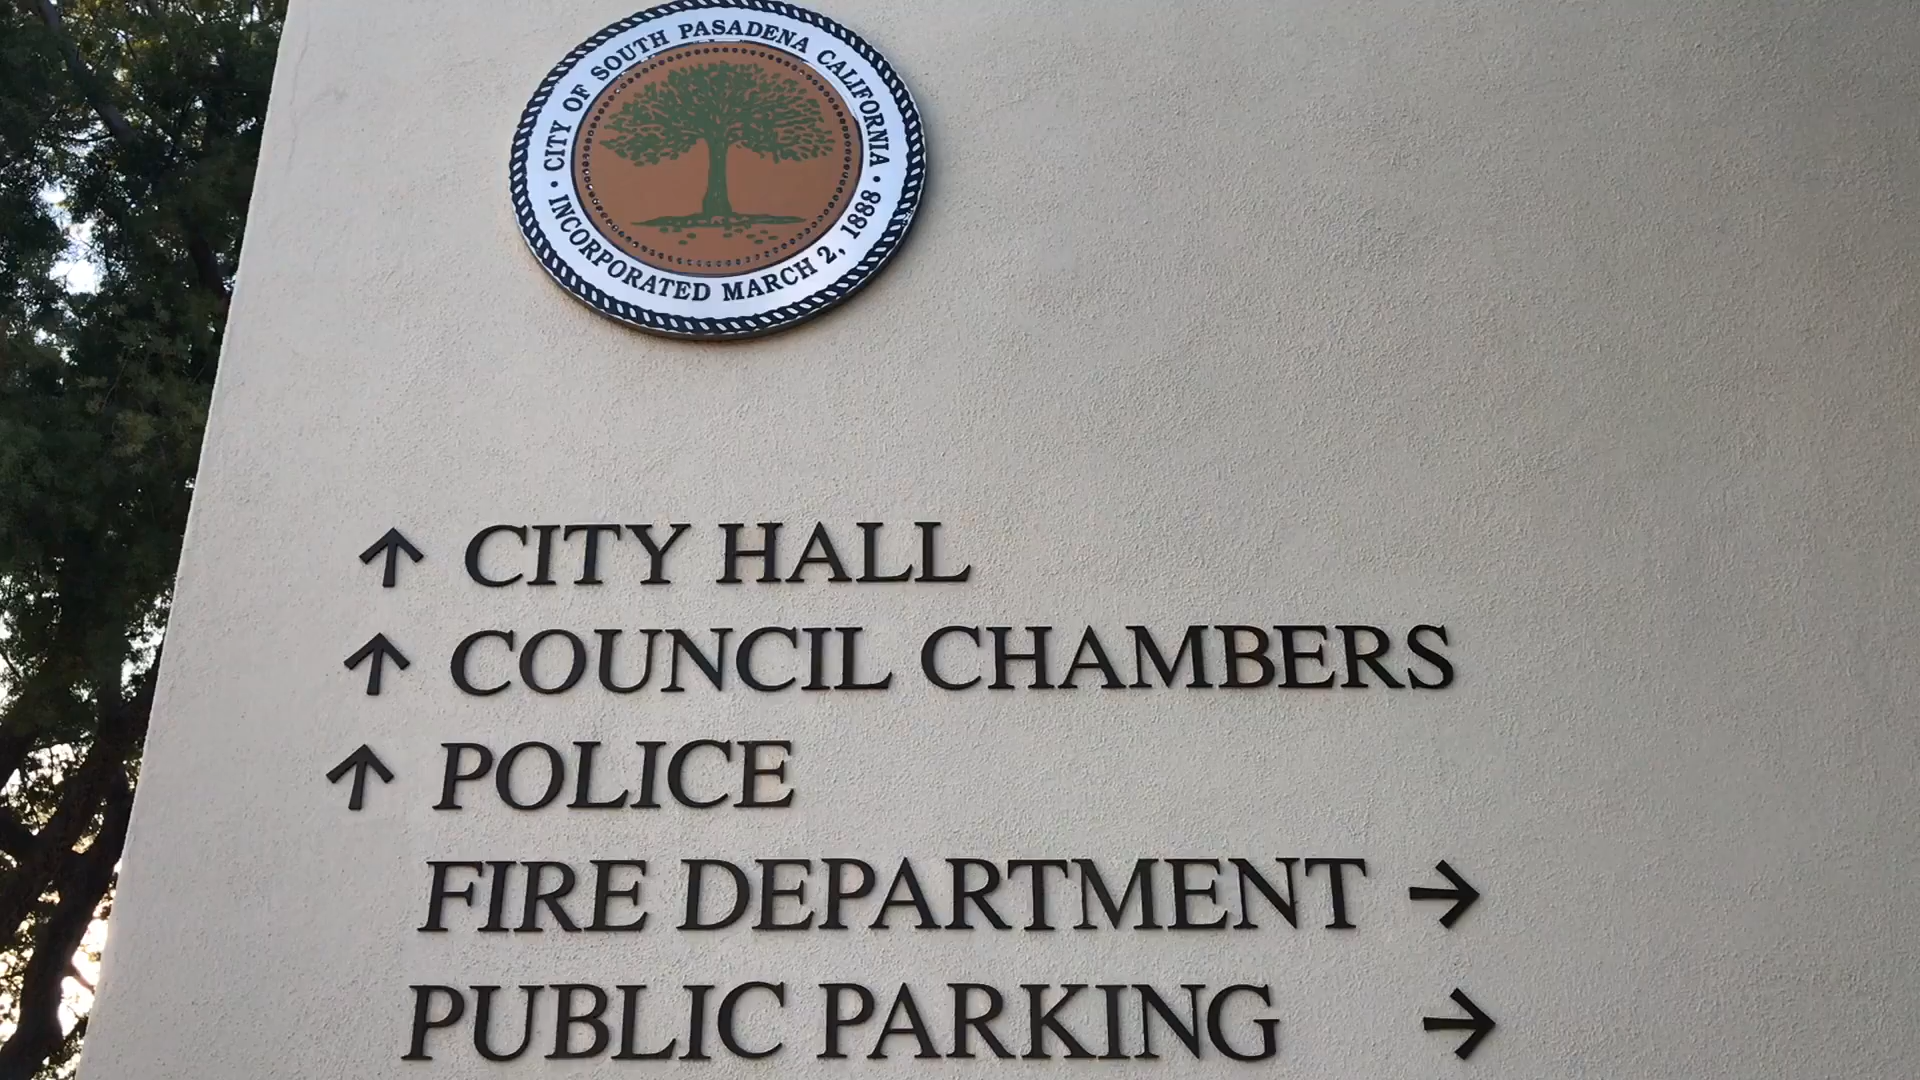 CITY OF SOUTH PASADENA CALIFORNIA
• INCORPORATED MARCH 2, 1888 •
↑ CITY HALL
↑ COUNCIL CHAMBERS
↑ POLICE
FIRE DEPARTMENT →
PUBLIC PARKING →